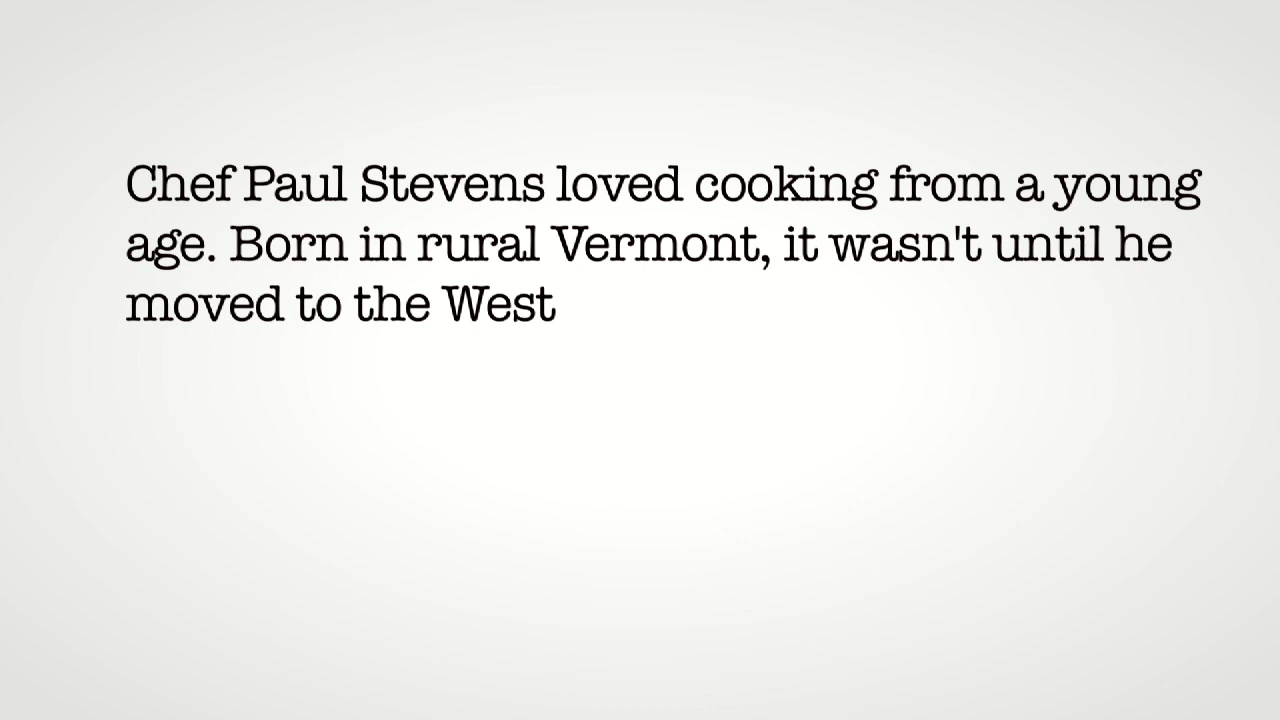 Chef Paul Stevens loved cooking from a young
age. Born in rural Vermont, it wasn't until he
moved to the West